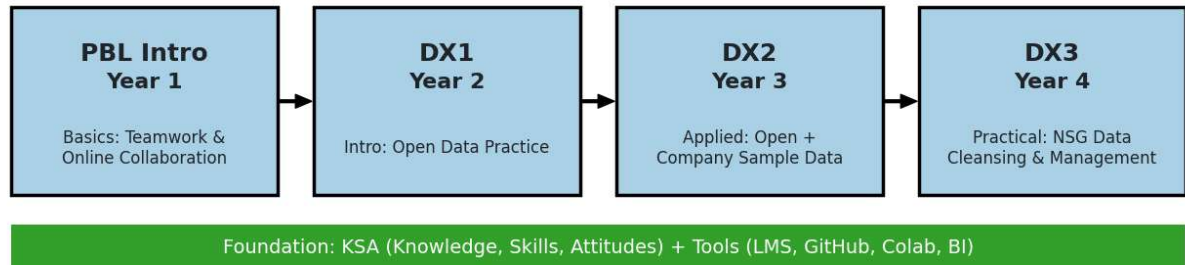 PBL Intro
Year 1
Basics: Teamwork &
Online Collaboration
DX1
Year 2
Intro: Open Data Practice
DX2
Year 3
Applied: Open +
Company Sample Data
DX3
Year 4
Practical: NSG Data
Cleansing & Management
Foundation: KSA (Knowledge, Skills, Attitudes) + Tools (LMS, GitHub, Colab, BI)